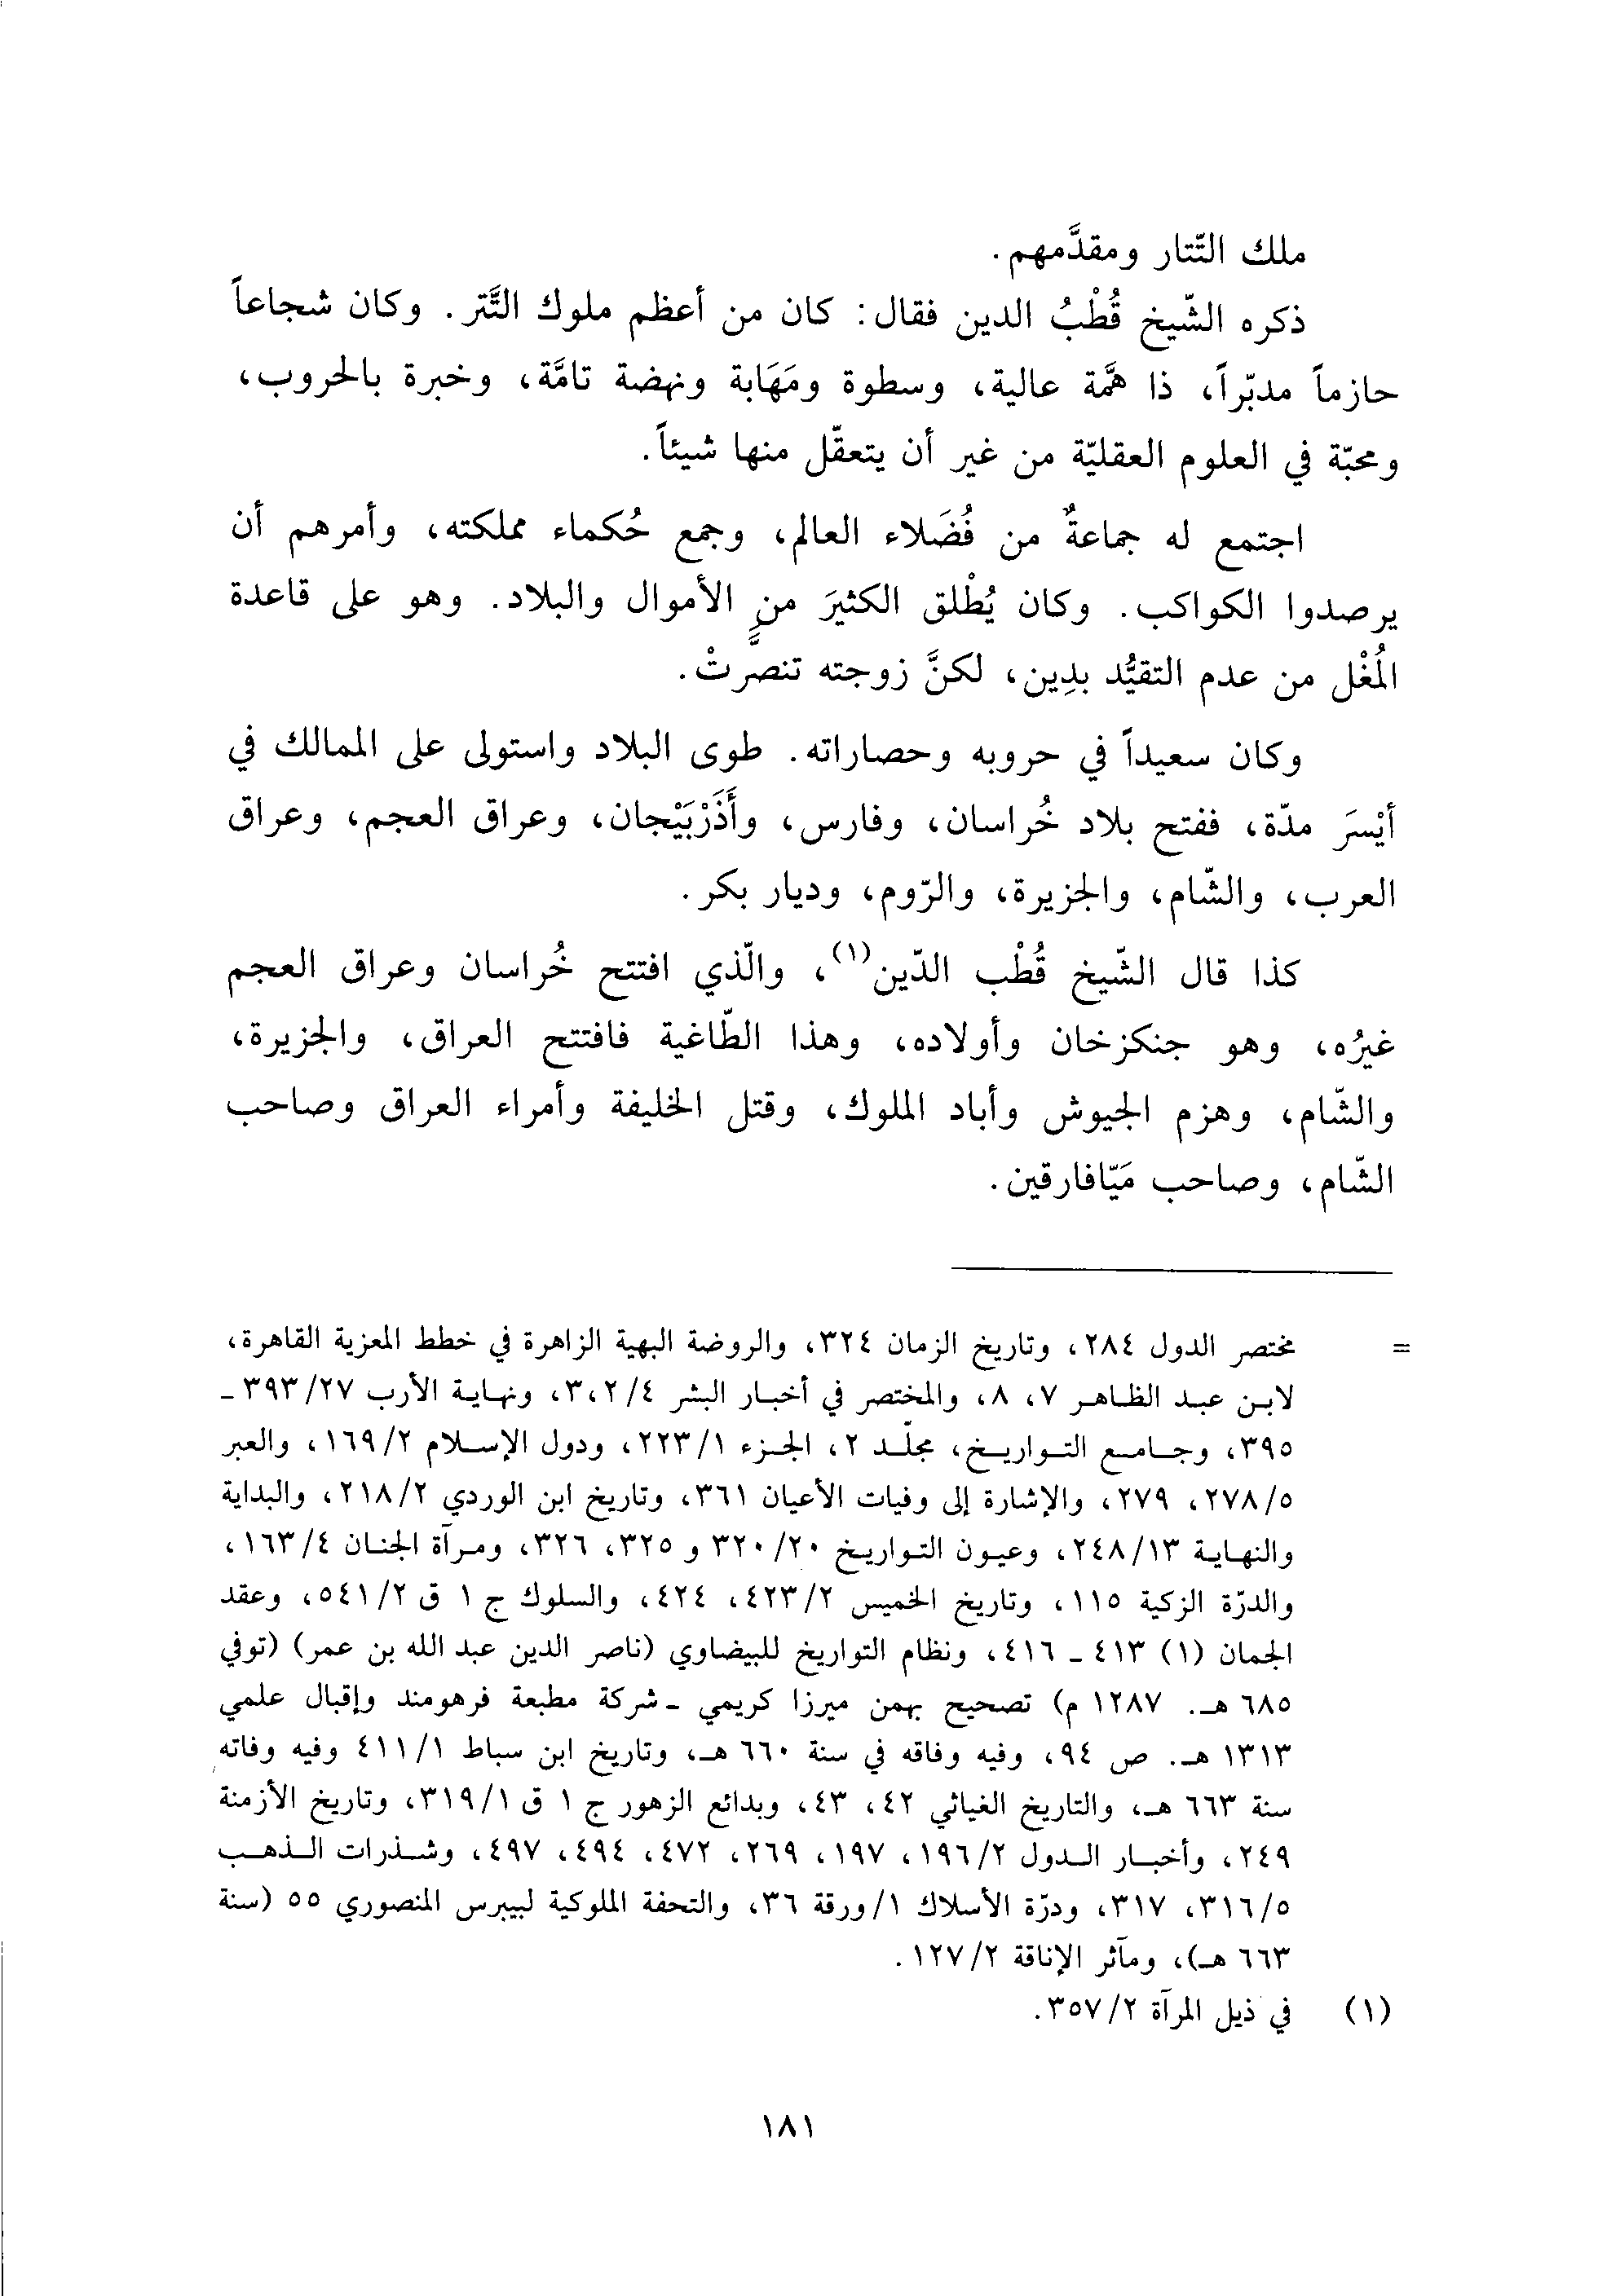 ملك التّتار ومقدَّمهم.
ذكره الشّيخ قُطْبُ الدين فقال: كان من أعظم ملوك التَّتر. وكان شجاعاً
حازماً مدبّراً، ذا همَّة عالية، وسطوة ومَهَابة ونهضة تامَّة، وخبرة بالحروب،
ومحبّة في العلوم العقليّة من غير أن يتعقّل منها شيئاً.
اجتمع له جماعةٌ من فُضَلاء العالم، وجمع حُكماء مملكته، وأمرهم أن
يرصدوا الكواكب. وكان يُطْلق الكثيرَ من الأموال والبلاد. وهو على قاعدة
المُغْل من عدم التقيُّد بدِين، لكنَّ زوجته تنصَّرتْ.
وكان سعيداً في حروبه وحصاراته. طوى البلاد واستولى على الممالك في
أيْسرَ مدّة، ففتح بلاد خُراسان، وفارس، وأَذَرْبَيْجان، وعراق العجم، وعراق
العرب، والشّام، والجزيرة، والرّوم، وديار بكر.
كذا قال الشّيخ قُطْب الدّين(١)، والّذي افتتح خُراسان وعراق العجم
غيرُه، وهو جنكزخان وأولاده، وهذا الطّاغية فافتتح العراق، والجزيرة،
والشّام، وهزم الجيوش وأباد الملوك، وقتل الخليفة وأمراء العراق وصاحب
الشّام، وصاحب مَيّافارقين.
= مختصر الدول ٢٨٤، وتاريخ الزمان ٣٢٤، والروضة البهية الزاهرة في خطط المعزية القاهرة،
لابن عبد الظاهر ٧، ٨، والمختصر في أخبار البشر ٤/٢،٣، ونهاية الأرب ٢٧/٣٩٣ ـ
٣٩٥، وجامع التواريخ، مجلّد ٢، الجزء ١/٢٢٣، ودول الإسلام ٢/١٦٩، والعبر
٥/٢٧٨، ٢٧٩، والإشارة إلى وفيات الأعيان ٣٦١، وتاريخ ابن الوردي ٢/٢١٨، والبداية
والنهاية ١٣/٢٤٨، وعيون التواريخ ٢٠/٣٢٠ و ٣٢٥، ٣٢٦، ومرآة الجنان ٤/١٦٣،
والدرّة الزكية ١١٥، وتاريخ الخميس ٢/٤٢٣، ٤٢٤، والسلوك ج ١ ق ٢/٥٤١، وعقد
الجمان (١) ٤١٣ ـ ٤١٦، ونظام التواريخ للبيضاوي (ناصر الدين عبد الله بن عمر) (توفي
٦٨٥ هـ. ١٢٨٧ م) تصحيح بهمن ميرزا كريمي ـ شركة مطبعة فرهومند وإقبال علمي
١٣١٣ هـ. ص ٩٤، وفيه وفاقه في سنة ٦٦٠ هـ، وتاريخ ابن سباط ١/٤١١ وفيه وفاته
سنة ٦٦٣ هـ، والتاريخ الغياثي ٤٢، ٤٣، وبدائع الزهور ج ١ ق ١/٣١٩، وتاريخ الأزمنة
٢٤٩، وأخبار الدول ٢/١٩٦، ١٩٧، ٢٦٩، ٤٧٢، ٤٩٤، ٤٩٧، وشذرات الذهب
٥/٣١٦، ٣١٧، ودرّة الأسلاك ١/ورقة ٣٦، والتحفة الملوكية لبيبرس المنصوري ٥٥ (سنة
٦٦٣ هـ)، ومآثر الإناقة ٢/١٢٧.
(١) في ذيل المرآة ٢/٣٥٧.
١٨١